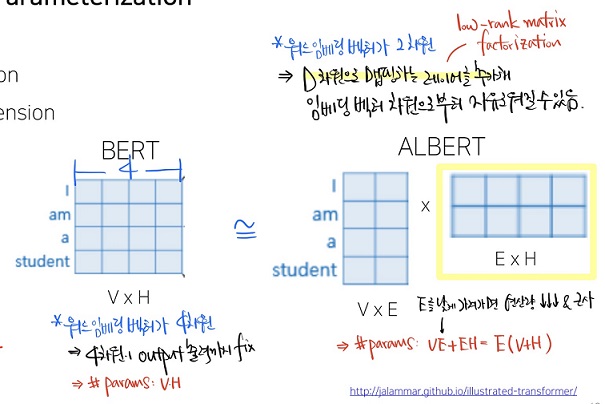 arameterization
low-rank matrix
factorization
* 워드임베딩 벡터가 2차원
⇒ D차원으로 맵핑하는 레이어를 추가해
임베딩 벡터 차원으로부터 자유로워질 수 있음.
on
ension
BERT
4
ALBERT
I
am
a
student
≅
I
am
a
student
x
E x H
V x H
V x E
E를 낮게 가져가면 연산량 & 근사
* 워드임베딩 벡터가 4차원
⇒ 4차원이 output 출력까지 fix
⇒ # params: V·H
⇒ # params: VE+EH = E(V+H)
http://jalammar.github.io/illustrated-transformer/